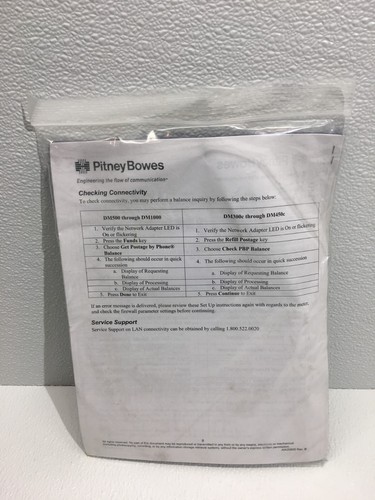 Pitney Bowes
Engineering the flow of communication
Checking Connectivity
To check connectivity, you may perform a balance inquiry by following the steps below:
DM500 through DM1000
1. Verify the Network Adapter LED is
On or flickering
2. Press the Funds key
3. Choose Get Postage by Phone®
Balance
4. The following should occur in quick
succession
a. Display of Requesting
Balance
b. Display of Processing
c. Display of Actual Balances
5. Press Done to Exit
DM300c through DM450c
1. Verify the Network Adapter LED is
On or flickering
2. Press the Refill Postage key
3. Choose Check PBP Balance
4. The following should occur in quick succession
a. Display of Requesting
Balance
b. Display of Processing
c. Display of Actual Balances
5. Press Continue to Exit
If an error message is delivered, please review these Set Up instructions again with regards to this matter,
and check the firewall parameter settings before continuing.
Service Support
Service Support on LAN connectivity can be obtained by calling 1.800.522.0020